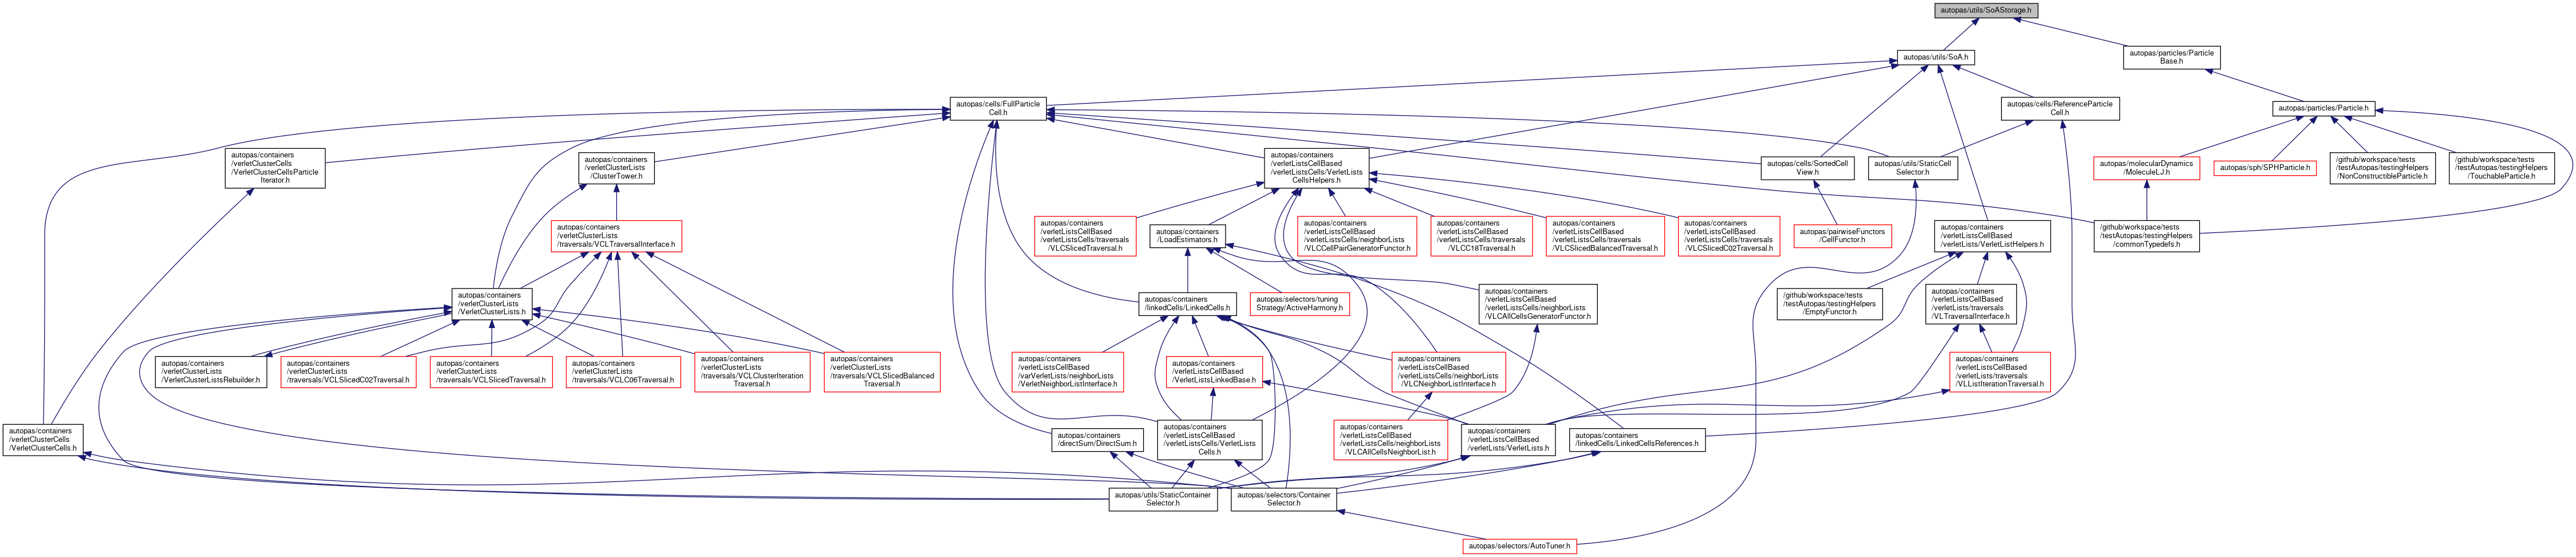 autopas/utils/SoAStorage.h
autopas/utils/SoA.h
autopas/particles/Particle
Base.h
autopas/cells/FullParticle
Cell.h
autopas/cells/ReferenceParticle
Cell.h
autopas/particles/Particle.h
autopas/containers
/verletClusterCells
/VerletClusterCellsParticle
Iterator.h
autopas/containers
/verletClusterLists
/ClusterTower.h
autopas/containers
/verletListsCellBased
/verletListsCells/VerletLists
CellsHelpers.h
autopas/cells/SortedCell
View.h
autopas/utils/StaticCell
Selector.h
autopas/molecularDynamics
/MoleculeLJ.h
autopas/sph/SPHParticle.h
/github/workspace/tests
/testAutopas/testingHelpers
/NonConstructibleParticle.h
/github/workspace/tests
/testAutopas/testingHelpers
/TouchableParticle.h
autopas/containers
/verletClusterLists
/traversals/VCLTraversalInterface.h
autopas/containers
/verletListsCellBased
/verletListsCells/traversals
/VLCSlicedTraversal.h
autopas/containers
/LoadEstimators.h
autopas/containers
/verletListsCellBased
/verletListsCells/neighborLists
/VLCCellPairGeneratorFunctor.h
autopas/containers
/verletListsCellBased
/verletListsCells/traversals
/VLCC18Traversal.h
autopas/containers
/verletListsCellBased
/verletListsCells/traversals
/VLCSlicedBalancedTraversal.h
autopas/containers
/verletListsCellBased
/verletListsCells/traversals
/VLCSlicedC02Traversal.h
autopas/pairwiseFunctors
/CellFunctor.h
autopas/containers
/verletListsCellBased
/verletLists/VerletListHelpers.h
/github/workspace/tests
/testAutopas/testingHelpers
/commonTypedefs.h
autopas/containers
/verletClusterLists
/VerletClusterLists.h
autopas/containers
/linkedCells/LinkedCells.h
autopas/selectors/tuning
Strategy/ActiveHarmony.h
autopas/containers
/verletListsCellBased
/verletListsCells/neighborLists
/VLCAllCellsGeneratorFunctor.h
/github/workspace/tests
/testAutopas/testingHelpers
/EmptyFunctor.h
autopas/containers
/verletListsCellBased
/verletLists/traversals
/VLTraversalInterface.h
autopas/containers
/verletClusterLists
/VerletClusterListsRebuilder.h
autopas/containers
/verletClusterLists
/traversals/VCLSlicedC02Traversal.h
autopas/containers
/verletClusterLists
/traversals/VCLSlicedTraversal.h
autopas/containers
/verletClusterLists
/traversals/VCLC06Traversal.h
autopas/containers
/verletClusterLists
/traversals/VCLClusterIteration
Traversal.h
autopas/containers
/verletClusterLists
/traversals/VCLSlicedBalanced
Traversal.h
autopas/containers
/verletListsCellBased
/varVerletLists/neighborLists
/VerletNeighborListInterface.h
autopas/containers
/verletListsCellBased
/VerletListsLinkedBase.h
autopas/containers
/verletListsCellBased
/verletListsCells/neighborLists
/VLCNeighborListInterface.h
autopas/containers
/verletListsCellBased
/verletLists/traversals
/VLListIterationTraversal.h
autopas/containers
/verletClusterCells
/VerletClusterCells.h
autopas/containers
/directSum/DirectSum.h
autopas/containers
/verletListsCellBased
/verletListsCells/VerletLists
Cells.h
autopas/containers
/verletListsCellBased
/verletListsCells/neighborLists
/VLCAllCellsNeighborList.h
autopas/containers
/verletListsCellBased
/verletLists/VerletLists.h
autopas/containers
/linkedCells/LinkedCellsReferences.h
autopas/utils/StaticContainer
Selector.h
autopas/selectors/Container
Selector.h
autopas/selectors/AutoTuner.h